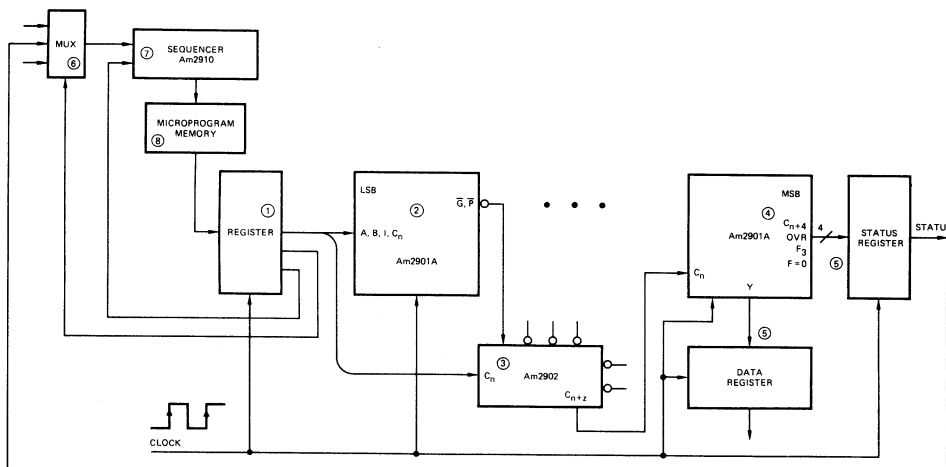 MUX
⑥
⑦
SEQUENCER
Am2910
⑧
MICROPROGRAM
MEMORY
①
REGISTER
LSB
G̅, P̅
②
A, B, I, Cn
Am2901A
• • •
MSB
④
Cn+4
OVR
F3
F = 0
Am2901A
Cn
Y
4
⑤
STATUS
REGISTER
STATU
③
Am2902
Cn
Cn+z
⑤
DATA
REGISTER
CLOCK